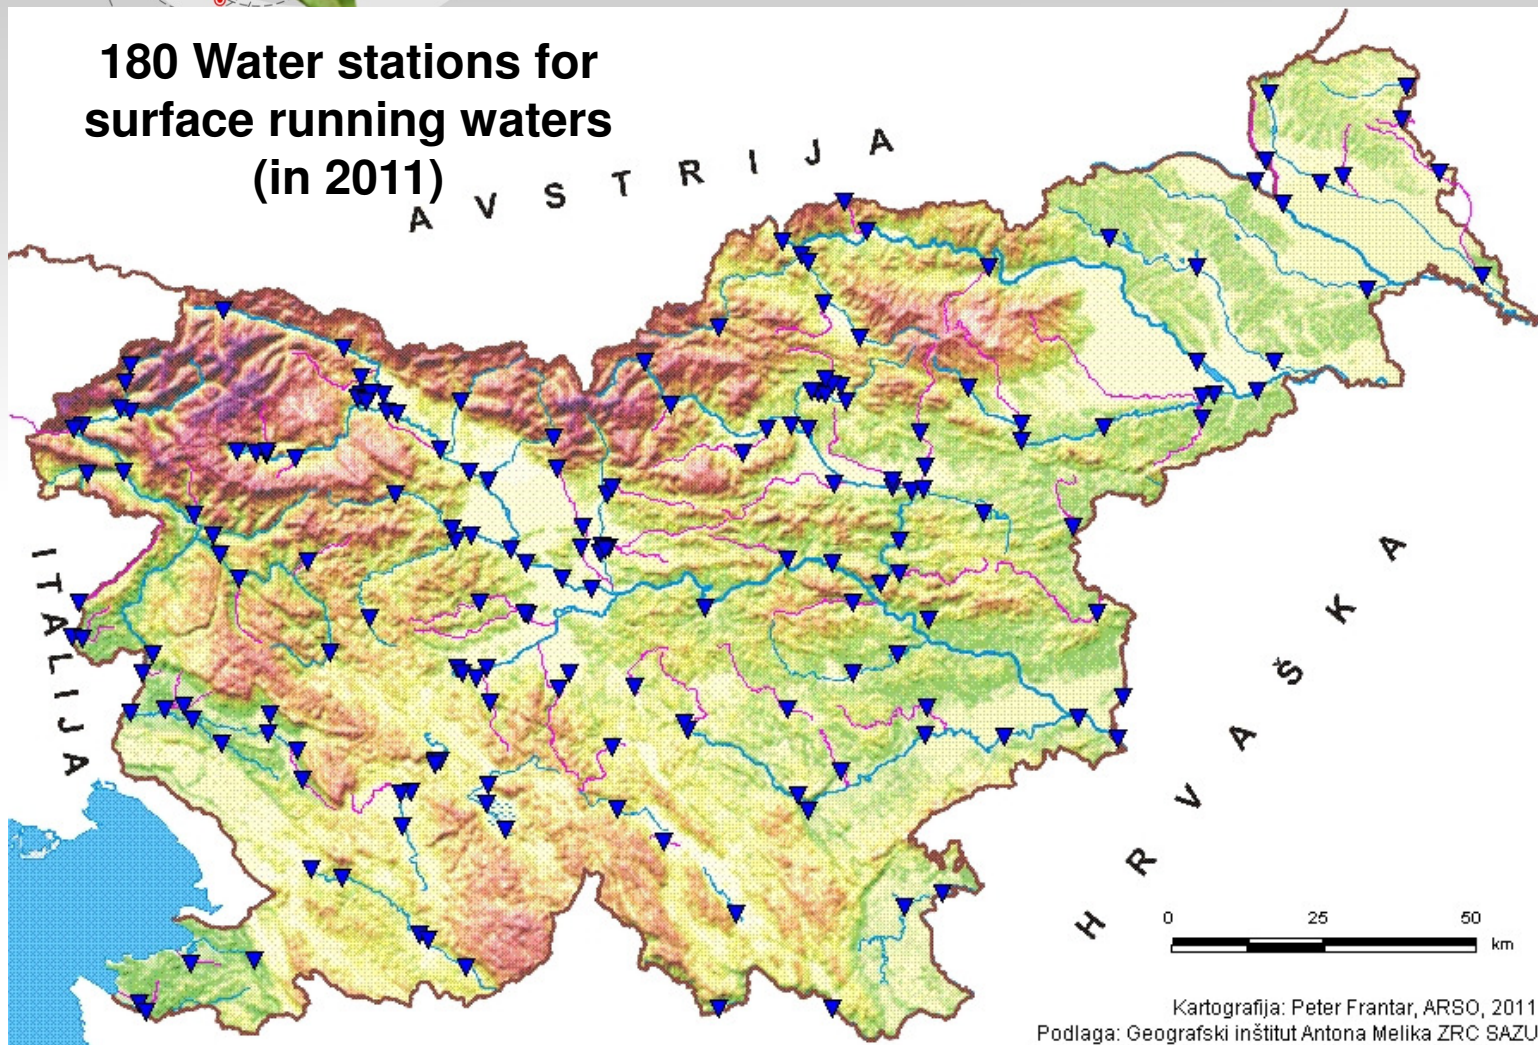 180 Water stations for
surface running waters
(in 2011)
AVSTRIJA
ITALIJA
HRVAŠKA
0 25 50
km
Kartografija: Peter Frantar, ARSO, 2011
Podlaga: Geografski inštitut Antona Melika ZRC SAZU